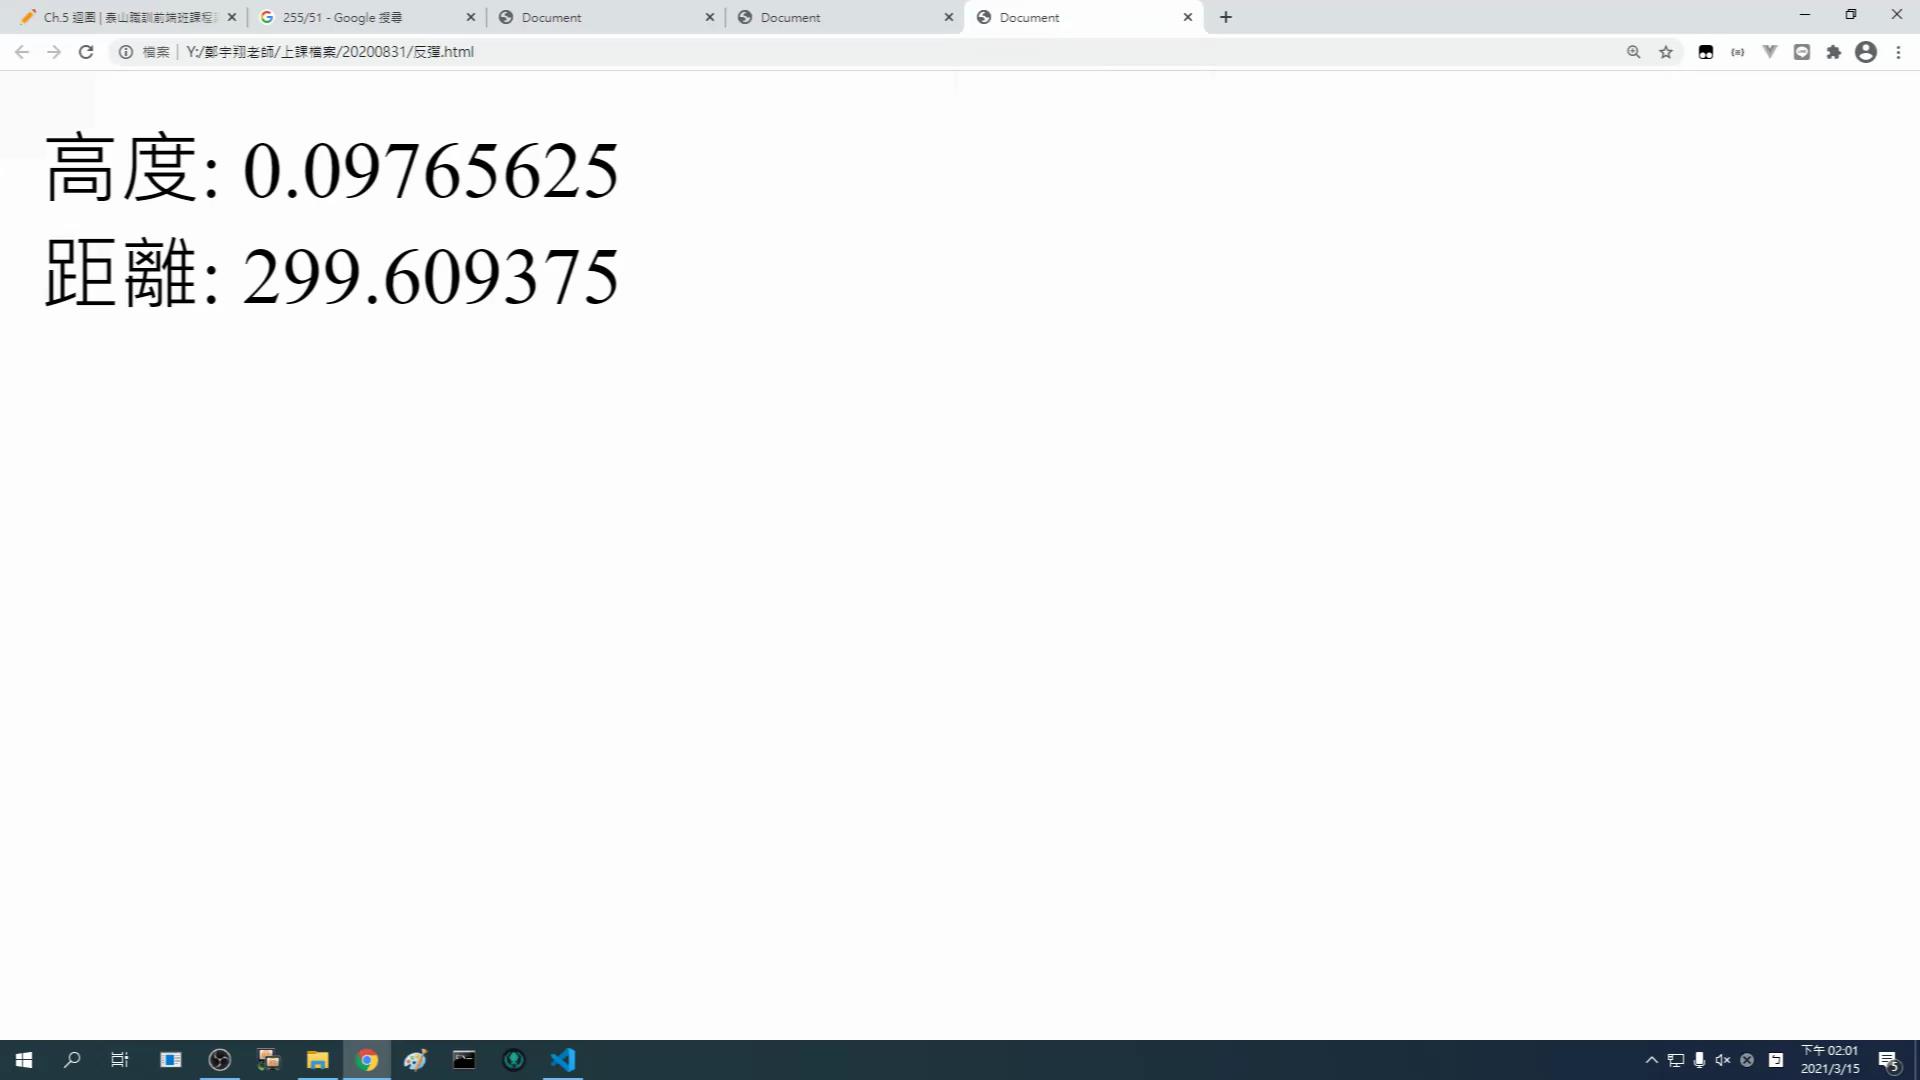 Ch.5 迴圈 | 泰山職訓前端班課程
255/51 - Google 搜尋
Document
Document
Document
檔案
Y:/鄭宇翔老師/上課檔案/20200831/反彈.html
高度: 0.09765625
距離: 299.609375
下午 02:01
2021/3/15
5